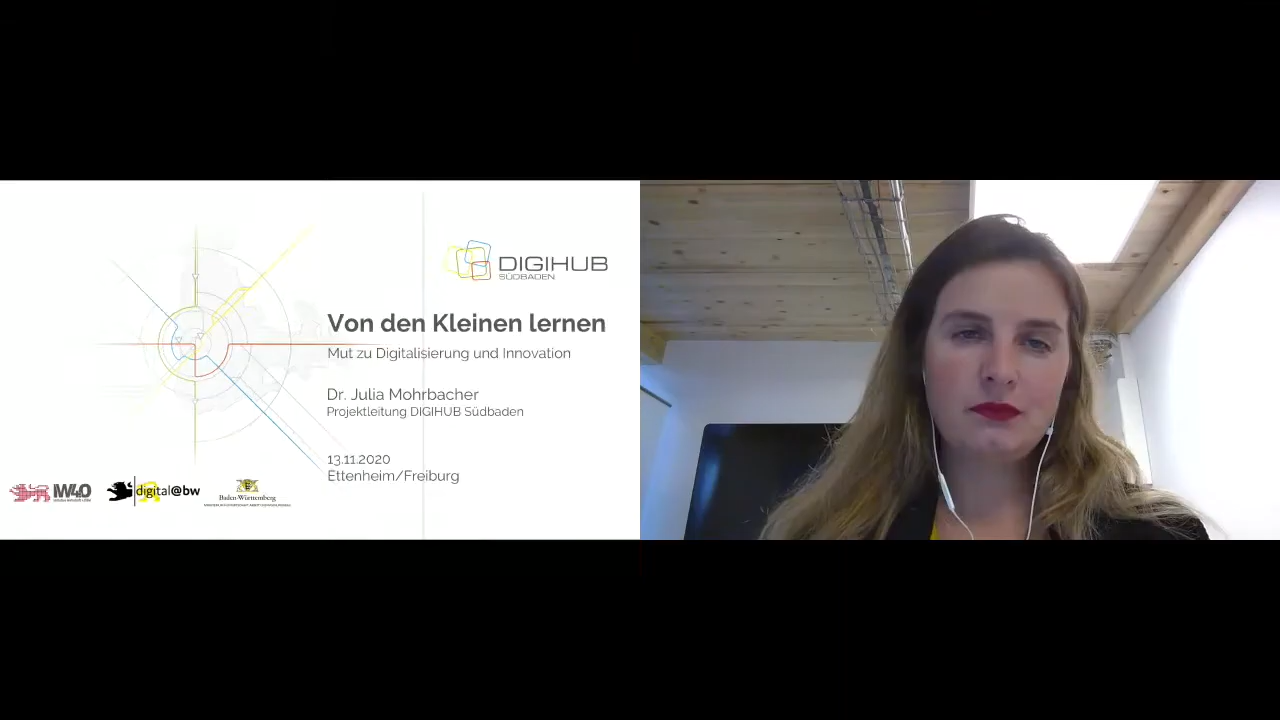 DIGIHUB
SÜDBADEN
Von den Kleinen lernen
Mut zu Digitalisierung und Innovation
Dr. Julia Mohrbacher
Projektleitung DIGIHUB Südbaden
13.11.2020
Ettenheim/Freiburg
digital@bw
Baden-Württemberg